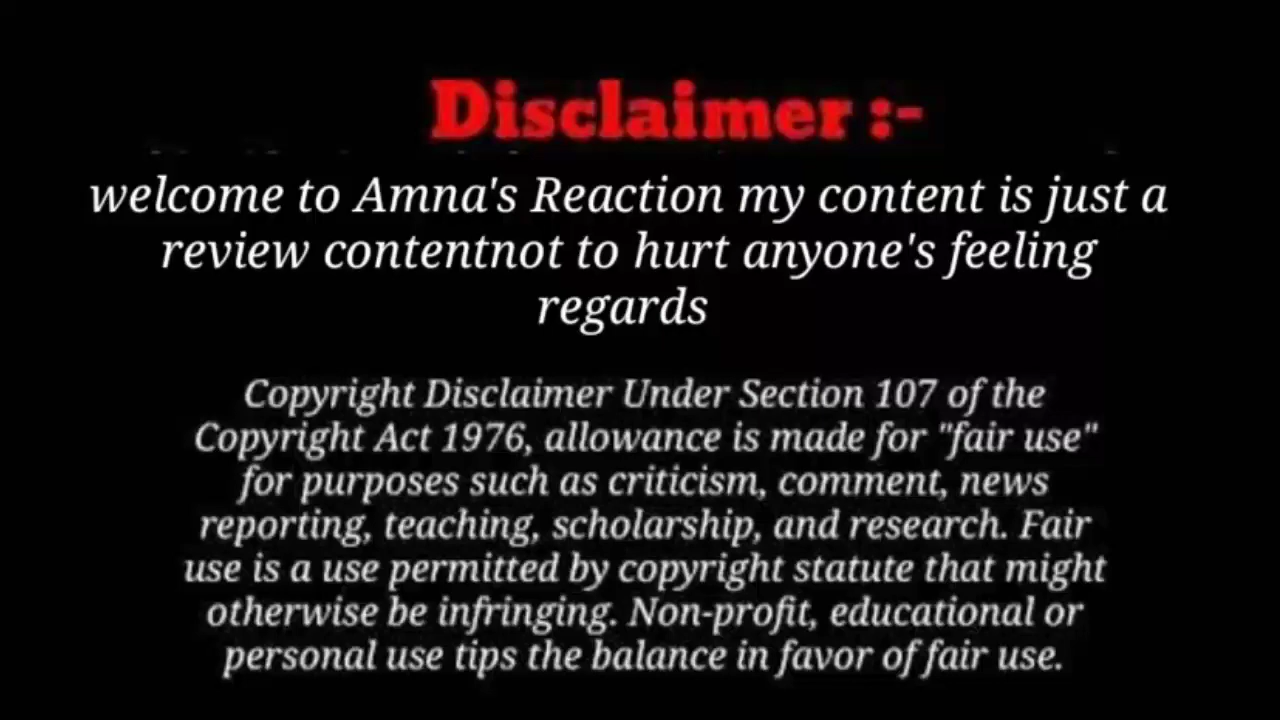 Disclaimer :-
welcome to Amna's Reaction my content is just a
review contentnot to hurt anyone's feeling
regards
Copyright Disclaimer Under Section 107 of the
Copyright Act 1976, allowance is made for "fair use"
for purposes such as criticism, comment, news
reporting, teaching, scholarship, and research. Fair
use is a use permitted by copyright statute that might
otherwise be infringing. Non-profit, educational or
personal use tips the balance in favor of fair use.